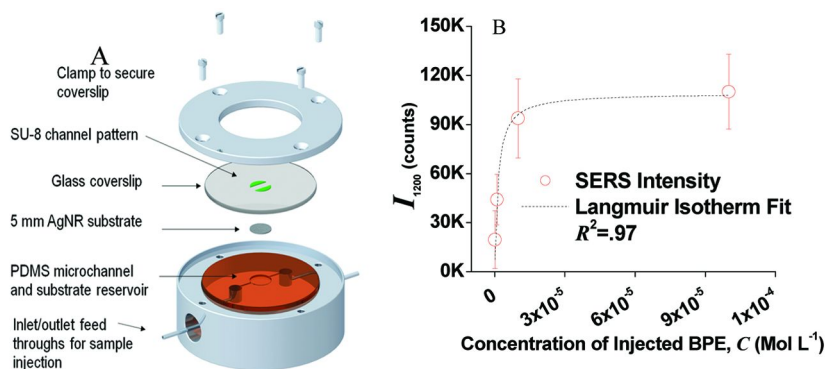 A
Clamp to secure
coverslip
SU-8 channel pattern
Glass coverslip
5 mm AgNR substrate
PDMS microchannel
and substrate reservoir
Inlet/outlet feed
throughs for sample
injection
B
150K
120K
90K
60K
30K
0K
I1200 (counts)
SERS Intensity
Langmuir Isotherm Fit
R²=.97
0
3x10⁻⁵
6x10⁻⁵
9x10⁻⁵
1x10⁻⁴
Concentration of Injected BPE, C (Mol L⁻¹)